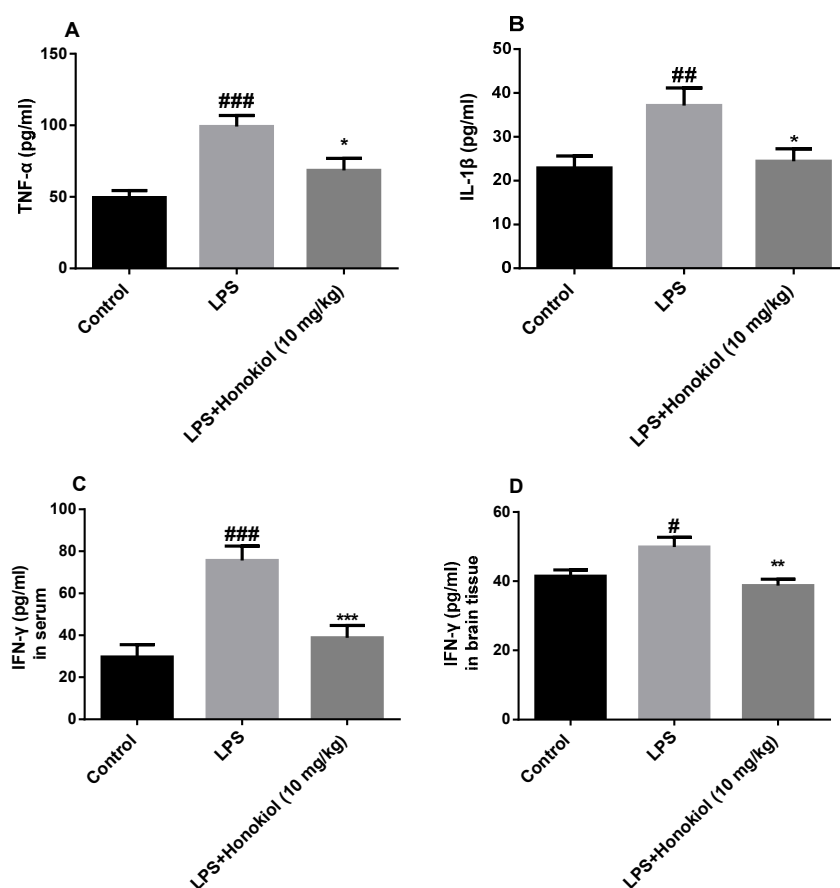 A
TNF-α (pg/ml)
150
100
50
0
###
*
Control
LPS
LPS+Honokiol (10 mg/kg)
B
IL-1β (pg/ml)
50
40
30
20
10
0
##
*
Control
LPS
LPS+Honokiol (10 mg/kg)
C
IFN-γ (pg/ml)
in serum
100
80
60
40
20
0
###
***
Control
LPS
LPS+Honokiol (10 mg/kg)
D
IFN-γ (pg/ml)
in brain tissue
60
40
20
0
#
**
Control
LPS
LPS+Honokiol (10 mg/kg)